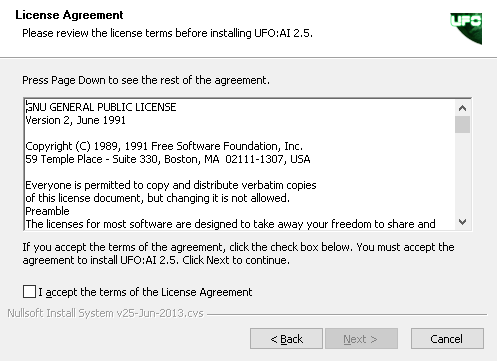 License Agreement
Please review the license terms before installing UFO:AI 2.5.
UFO
Press Page Down to see the rest of the agreement.
GNU GENERAL PUBLIC LICENSE
Version 2, June 1991
Copyright (C) 1989, 1991 Free Software Foundation, Inc.
59 Temple Place - Suite 330, Boston, MA  02111-1307, USA
Everyone is permitted to copy and distribute verbatim copies
of this license document, but changing it is not allowed.
Preamble
The licenses for most software are designed to take away your freedom to share and
If you accept the terms of the agreement, click the check box below. You must accept the
agreement to install UFO:AI 2.5. Click Next to continue.
I accept the terms of the License Agreement
Nullsoft Install System v25-Jun-2013.cvs
< Back
Next >
Cancel